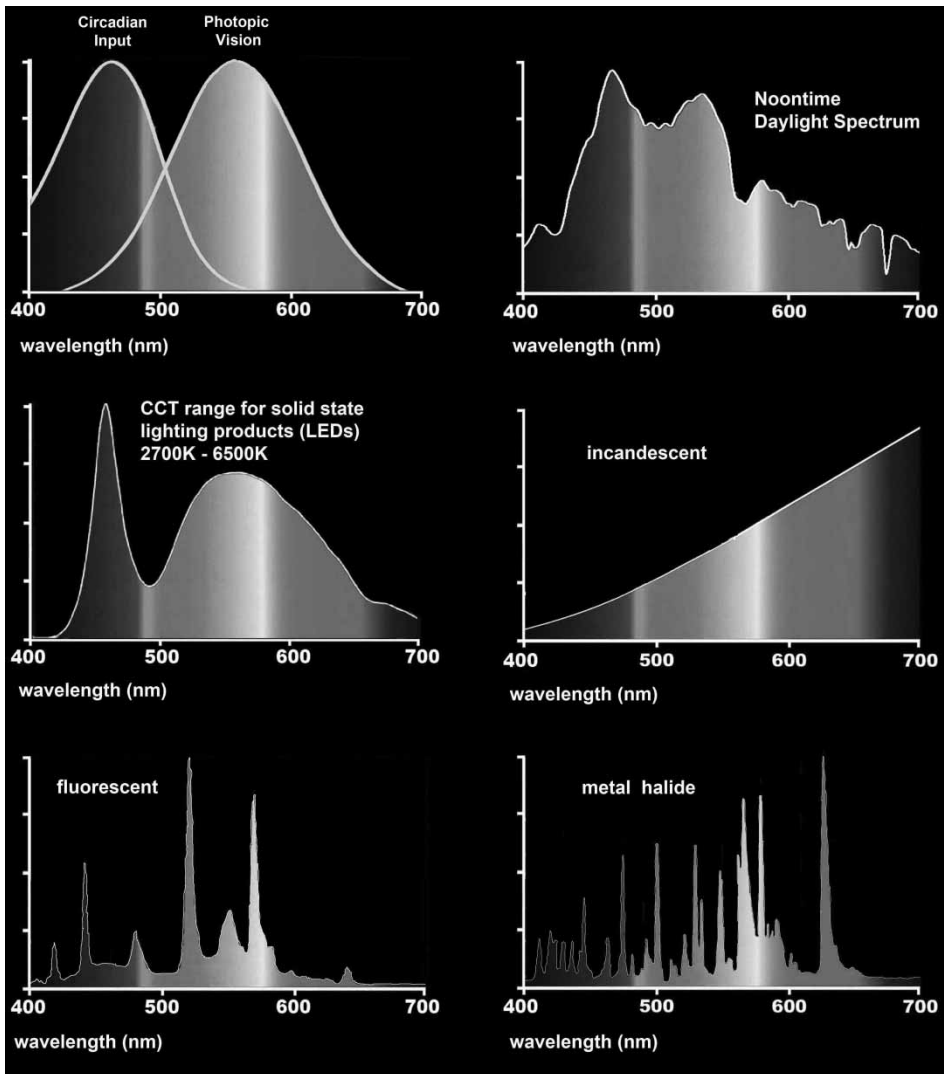 Circadian
Input
Photopic
Vision
400 500 600 700
wavelength (nm)
Noontime
Daylight Spectrum
400 500 600 700
wavelength (nm)
CCT range for solid state
lighting products (LEDs)
2700K - 6500K
400 500 600 700
wavelength (nm)
incandescent
400 500 600 700
wavelength (nm)
fluorescent
400 500 600 700
wavelength (nm)
metal halide
400 500 600 700
wavelength (nm)